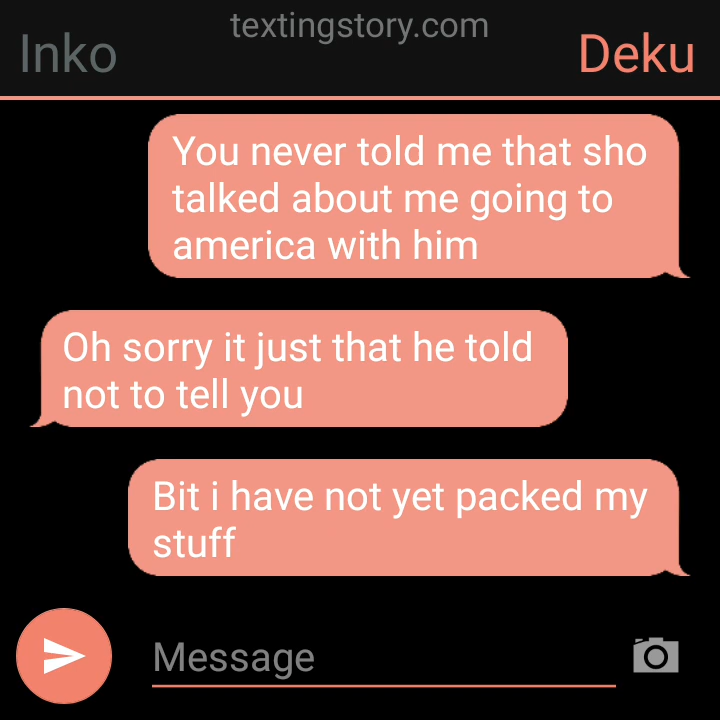 textingstory.com
Inko
Deku
You never told me that sho
talked about me going to
america with him
Oh sorry it just that he told
not to tell you
Bit i have not yet packed my
stuff
Message